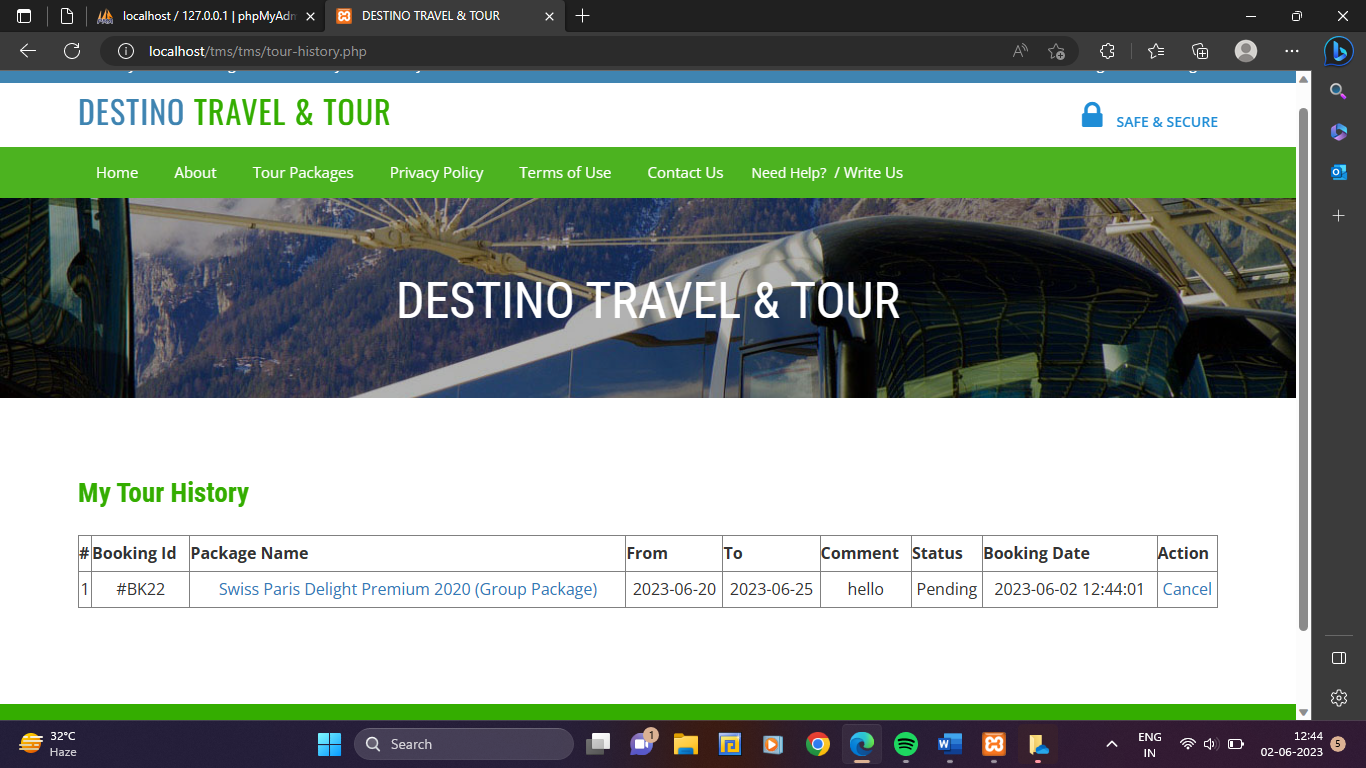 localhost / 127.0.0.1 | phpMyAdm
DESTINO TRAVEL & TOUR
localhost/tms/tms/tour-history.php
DESTINO TRAVEL & TOUR
SAFE & SECURE
Home About Tour Packages Privacy Policy Terms of Use Contact Us Need Help? / Write Us
DESTINO TRAVEL & TOUR
My Tour History
# Booking Id Package Name From To Comment Status Booking Date Action
1 #BK22 Swiss Paris Delight Premium 2020 (Group Package) 2023-06-20 2023-06-25 hello Pending 2023-06-02 12:44:01 Cancel
32°C
Haze
Search
1
ENG
IN
12:44
02-06-2023
5